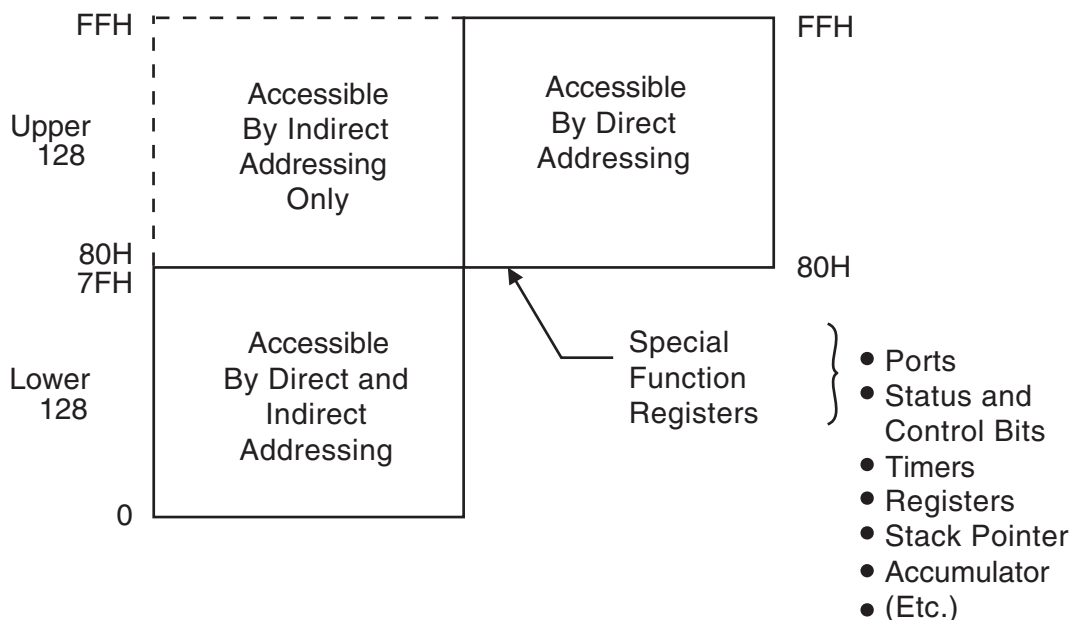 FFH
Upper
128
80H
7FH
Lower
128
0
Accessible
By Indirect
Addressing
Only
Accessible
By Direct
Addressing
FFH
80H
Accessible
By Direct and
Indirect
Addressing
Special
Function
Registers
• Ports
• Status and
Control Bits
• Timers
• Registers
• Stack Pointer
• Accumulator
• (Etc.)